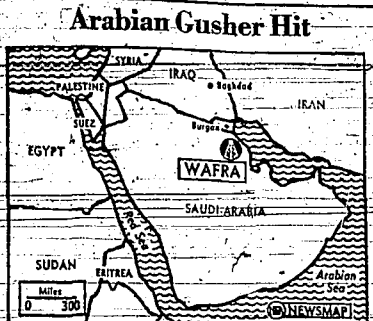 Arabian Gusher Hit
SYRIA
IRAQ
PALESTINE
Baghdad
IRAN
SUEZ
Burgan
EGYPT
WAFRA
SAUDI ARABIA
Red Sea
SUDAN
ERITREA
Arabian
Sea
Miles
0 300
NEWSMAP